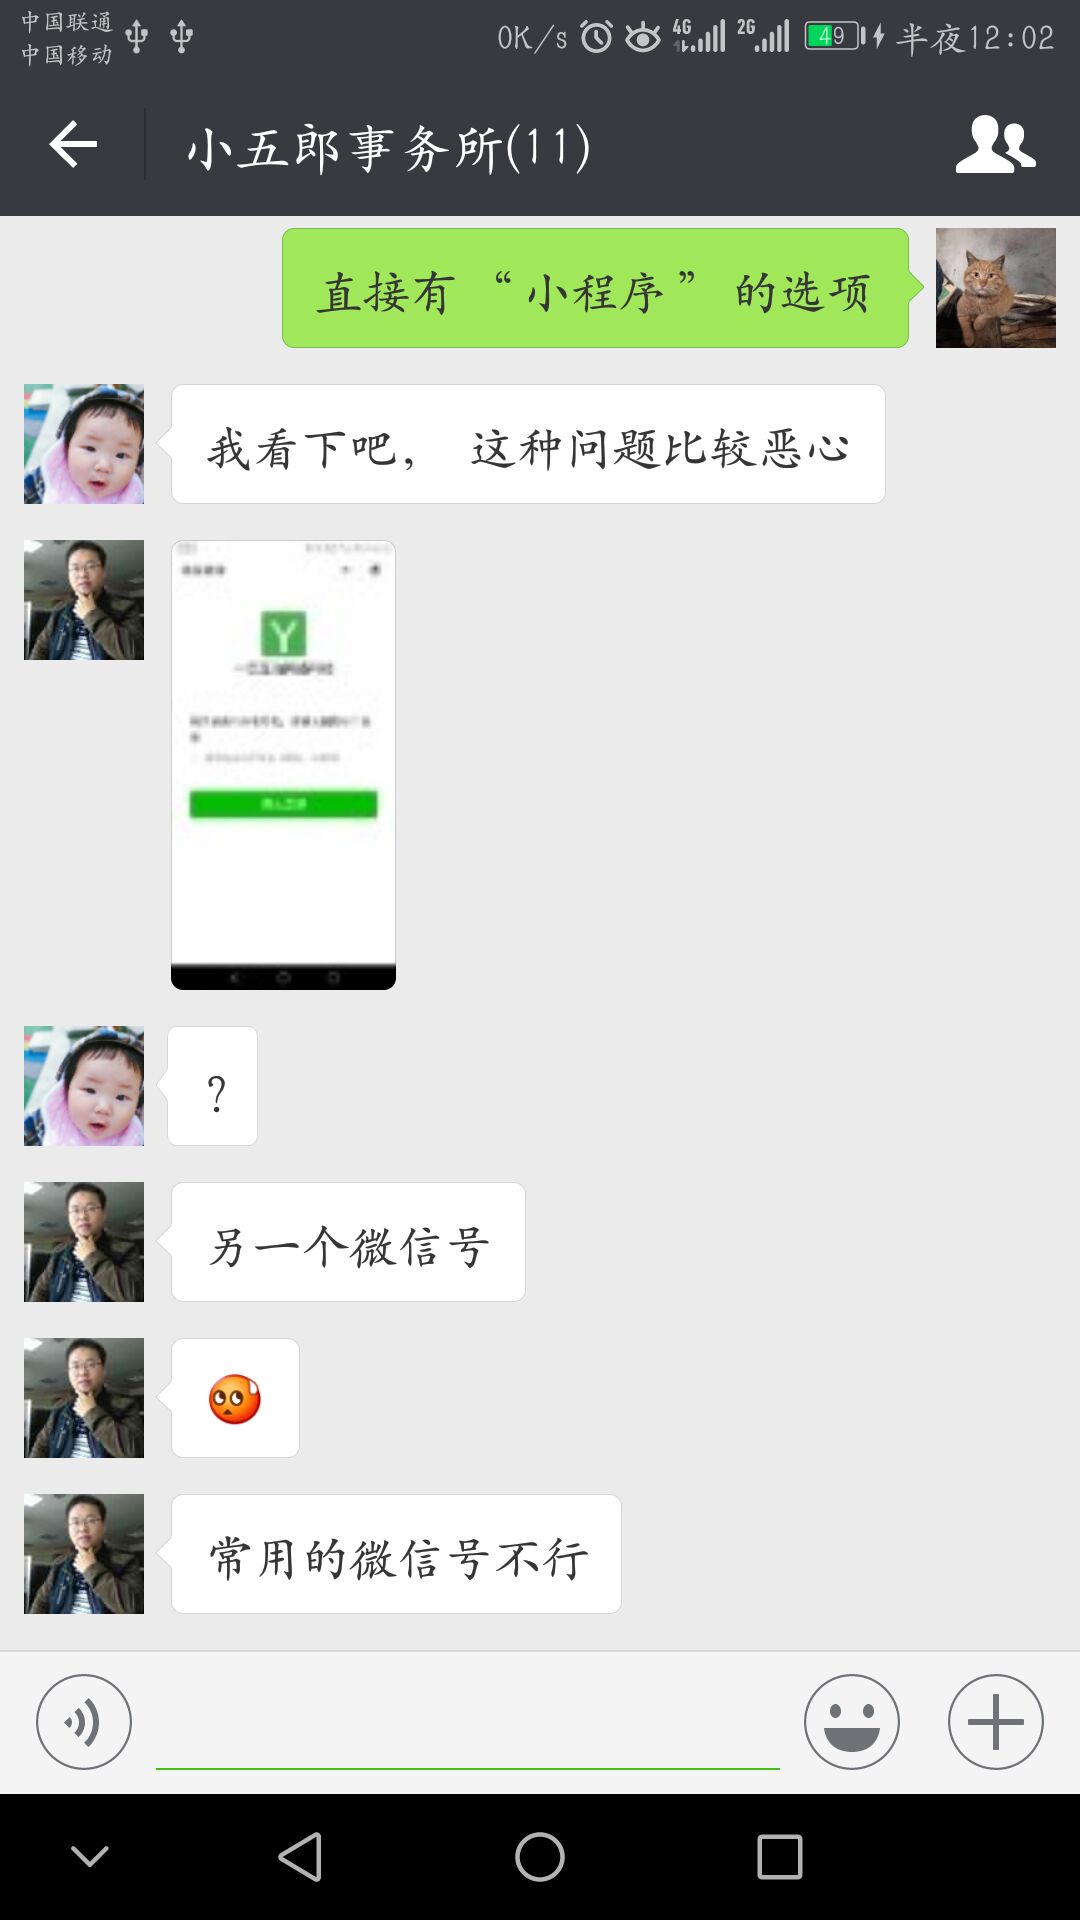 中国联通
中国移动
0K/s 4G 2G 49 半夜12:02
小五郎事务所(11)
直接有“小程序”的选项
我看下吧，这种问题比较恶心
Y
?
另一个微信号
常用的微信号不行